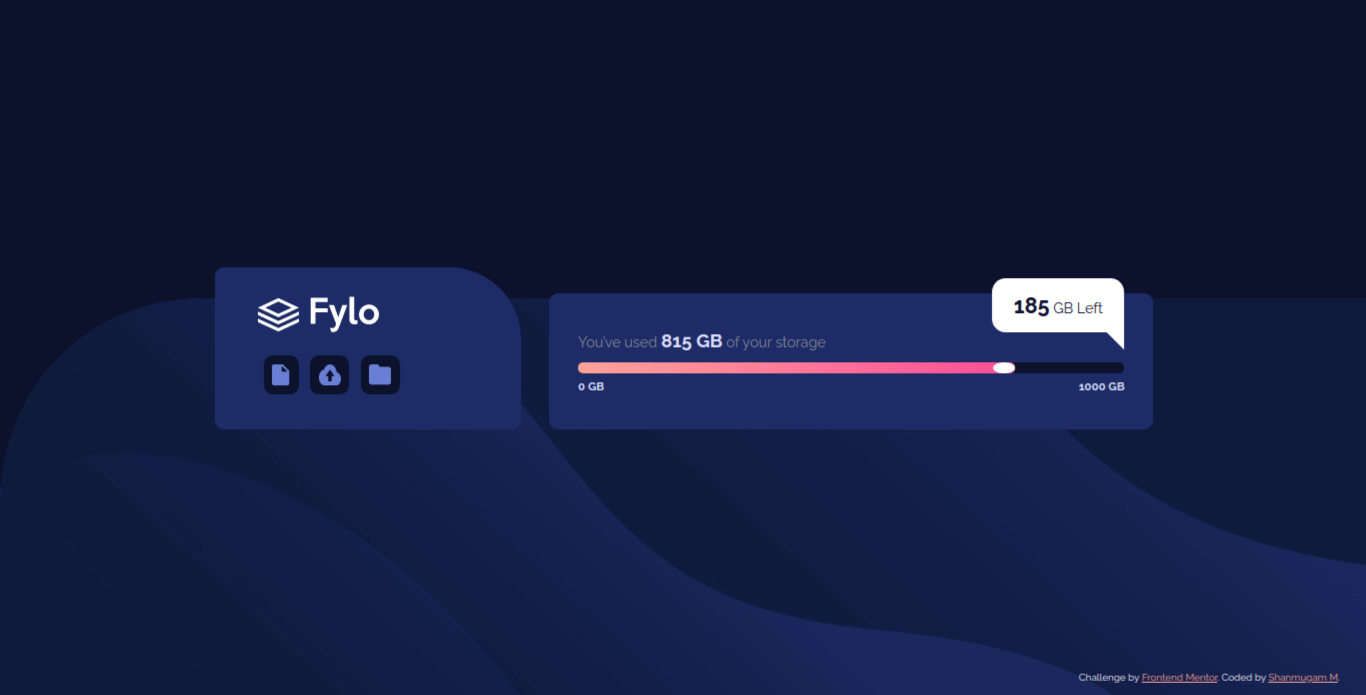 Fylo
185 GB Left
You've used 815 GB of your storage
0 GB
1000 GB
Challenge by Frontend Mentor. Coded by Shanmugam M.